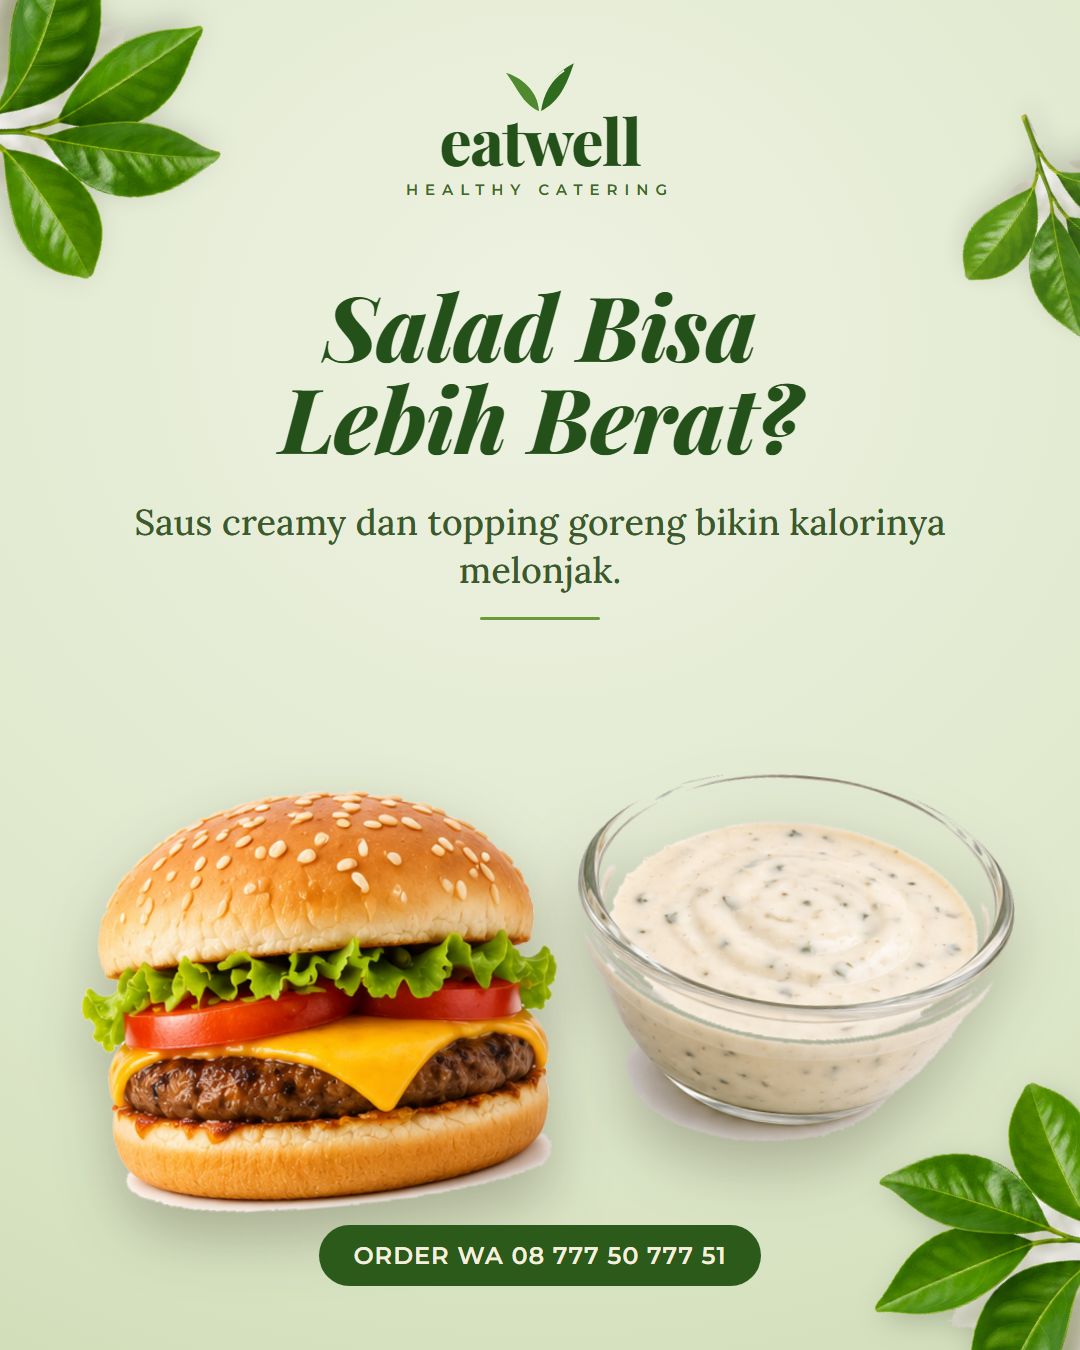 eatwell
HEALTHY CATERING
Salad Bisa
Lebih Berat?
Saus creamy dan topping goreng bikin kalorinya
melonjak.
ORDER WA 08 777 50 777 51